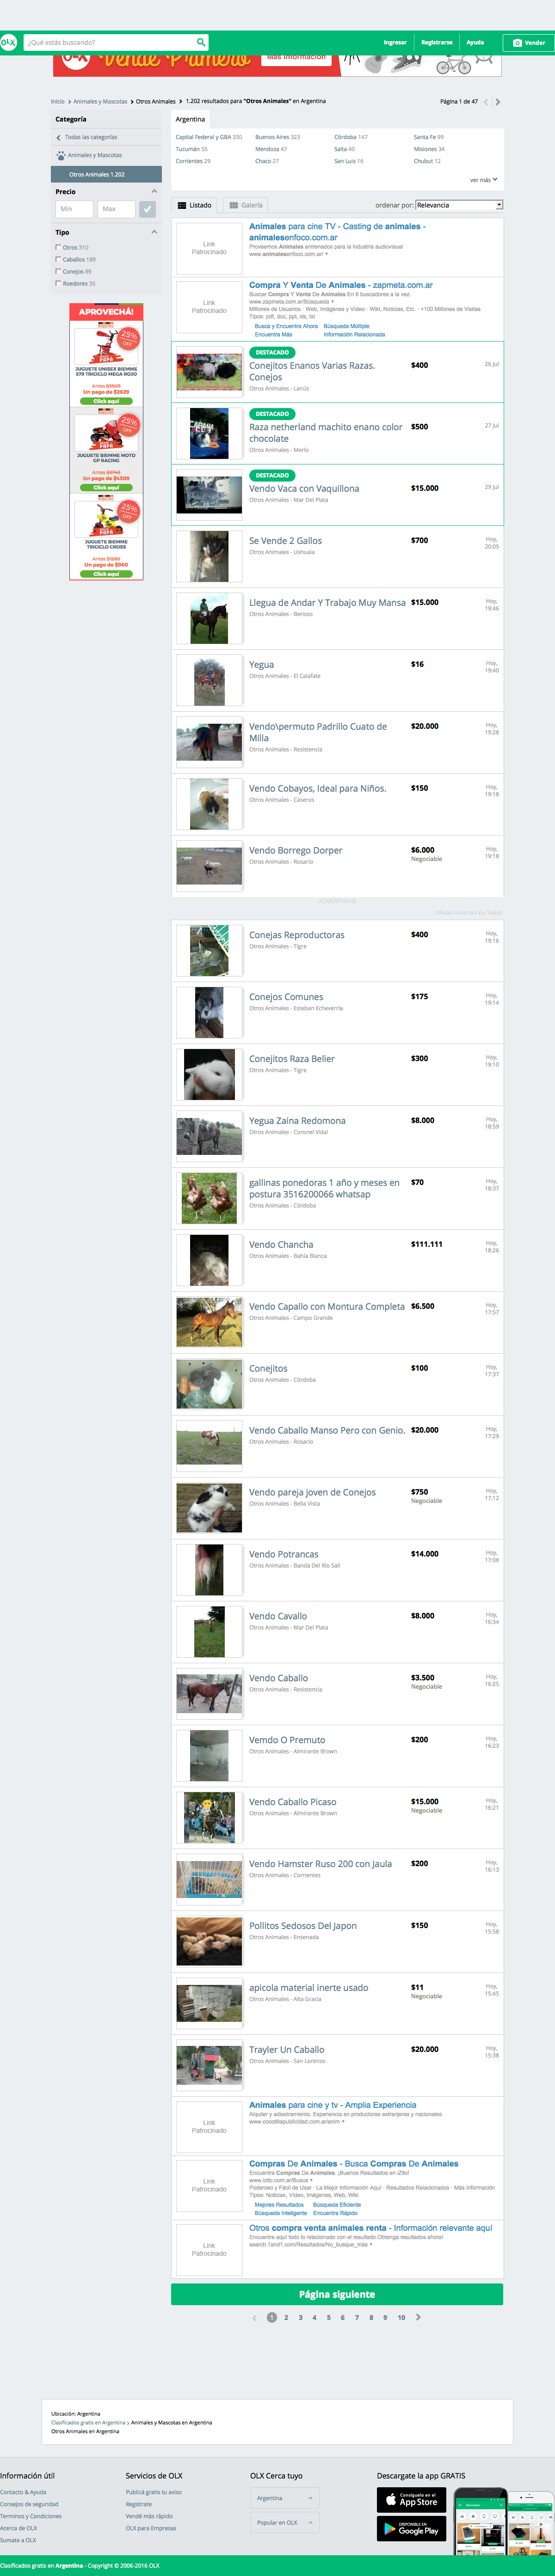 OLX
¿Qué estás buscando?
Ingresar
Registrarse
Ayuda
Vender
Más información
Inicio > Animales y Mascotas > Otros Animales > 1.202 resultados para "Otros Animales" en Argentina
Página 1 de 47
Categoría
Todas las categorías
Animales y Mascotas
Otros Animales 1.202
Precio
Min
Max
Tipo
Otros 310
Caballos 189
Conejos 89
Roedores 35
APROVECHÁ!
25% OFF
JUGUETE UNISEX BIEMME
579 TRICICLO MEGA ROJO
Click aquí
25% OFF
JUGUETE BIEMME MOTO
GP RACING
Un pago de $4309
Click aquí
25% OFF
JUGUETE BIEMME
TRICICLO CROSS
Antes $1280
Un pago de $960
Click aquí
Argentina
Capital Federal y GBA 330
Buenos Aires 323
Córdoba 147
Santa Fe 99
Tucumán 55
Mendoza 47
Salta 40
Misiones 34
Corrientes 29
Chaco 27
San Luis 16
Chubut 12
ver más
Listado
Galería
ordenar por: Relevancia
Link
Patrocinado
Animales para cine TV - Casting de animales -
animalesenfoco.com.ar
Proveemos Animales entrenados para la industria audiovisual
www.animalesenfoco.com.ar/
Link
Patrocinado
Compra Y Venta De Animales - zapmeta.com.ar
Buscar Compra Y Venta De Animales En 6 buscadores a la vez.
www.zapmeta.com.ar/Búsqueda
Millones de Usuarios · Web, Imágenes y Vídeo · Wiki, Noticias, Etc. · +100 Millones de Visitas
Tipos: pdf, doc, ppt, xls, txt
Busca y Encuentra Ahora
Búsqueda Múltiple
Encuentra Más
Información Relacionada
DESTACADO
Conejitos Enanos Varias Razas.
Conejos
Otros Animales - Lanús
$400
26 Jul
DESTACADO
Raza netherland machito enano color
chocolate
Otros Animales - Merlo
$500
27 Jul
DESTACADO
Vendo Vaca con Vaquillona
Otros Animales - Mar Del Plata
$15.000
29 Jul
Se Vende 2 Gallos
Otros Animales - Ushuaia
$700
Hoy,
20:05
Llegua de Andar Y Trabajo Muy Mansa
Otros Animales - Berisso
$15.000
Hoy,
19:46
Yegua
Otros Animales - El Calafate
$16
Hoy,
19:40
Vendo\permuto Padrillo Cuato de
Milla
Otros Animales - Resistencia
$20.000
Hoy,
19:28
Vendo Cobayos, Ideal para Niños.
Otros Animales - Caseros
$150
Hoy,
19:18
Vendo Borrego Dorper
Otros Animales - Rosario
$6.000
Negociable
Hoy,
19:18
ADVERTISING
inRead invented by Teads
Conejas Reproductoras
Otros Animales - Tigre
$400
Hoy,
19:16
Conejos Comunes
Otros Animales - Esteban Echeverría
$175
Hoy,
19:14
Conejitos Raza Belier
Otros Animales - Tigre
$300
Hoy,
19:10
Yegua Zaina Redomona
Otros Animales - Coronel Vidal
$8.000
Hoy,
18:59
gallinas ponedoras 1 año y meses en
postura 3516200066 whatsap
Otros Animales - Córdoba
$70
Hoy,
18:37
Vendo Chancha
Otros Animales - Bahía Blanca
$111.111
Hoy,
18:26
Vendo Capallo con Montura Completa
Otros Animales - Campo Grande
$6.500
Hoy,
17:57
Conejitos
Otros Animales - Córdoba
$100
Hoy,
17:37
Vendo Caballo Manso Pero con Genio.
Otros Animales - Rosario
$20.000
Hoy,
17:29
Vendo pareja joven de Conejos
Otros Animales - Bella Vista
$750
Negociable
Hoy,
17:12
Vendo Potrancas
Otros Animales - Banda Del Río Salí
$14.000
Hoy,
17:08
Vendo Cavallo
Otros Animales - Mar Del Plata
$8.000
Hoy,
16:34
Vendo Caballo
Otros Animales - Resistencia
$3.500
Negociable
Hoy,
16:25
Vemdo O Premuto
Otros Animales - Almirante Brown
$200
Hoy,
16:23
Vendo Caballo Picaso
Otros Animales - Almirante Brown
$15.000
Negociable
Hoy,
16:21
Vendo Hamster Ruso 200 con Jaula
Otros Animales - Corrientes
$200
Hoy,
16:13
Pollitos Sedosos Del Japon
Otros Animales - Ensenada
$150
Hoy,
15:58
apicola material inerte usado
Otros Animales - Alta Gracia
$11
Negociable
Hoy,
15:45
Trayler Un Caballo
Otros Animales - San Lorenzo
$20.000
Hoy,
15:38
Link
Patrocinado
Animales para cine y tv - Amplia Experiencia
Alquiler y adiestramiento. Experiencia en productoras extranjeras y nacionales
www.cocodiliapublicidad.com.ar/anim
Link
Patrocinado
Compras De Animales - Busca Compras De Animales
Encuentra Compras De Animales. ¡Buenos Resultados en IZito!
www.izito.com.ar/Busca
Poderoso y Fácil de Usar · La Mejor Información Aquí · Resultados Relacionados · Más Información
Tipos: Noticias, Vídeo, Imágenes, Web, Wiki
Mejores Resultados
Búsqueda Eficiente
Búsqueda Inteligente
Encuentra Rápido
Link
Patrocinado
Otros compra venta animales renta - Información relevante aquí
Encuentre aquí todo lo relacionado con el resultado.Obtenga resultados ahora!
search.1and1.com/Resultados/No_busque_más
Página siguiente
1 2 3 4 5 6 7 8 9 10
Ubicación: Argentina
Clasificados gratis en Argentina > Animales y Mascotas en Argentina
Otros Animales en Argentina
Información útil
Contacto & Ayuda
Consejos de seguridad
Terminos y Condiciones
Acerca de OLX
Sumate a OLX
Servicios de OLX
Publicá gratis tu aviso
Registrate
Vendé más rápido
OLX para Empresas
OLX Cerca tuyo
Argentina
Popular en OLX
Descargate la app GRATIS
Consíguelo en el
App Store
DISPONIBLE EN
Google Play
Clasificados gratis en Argentina - Copyright © 2006-2016 OLX